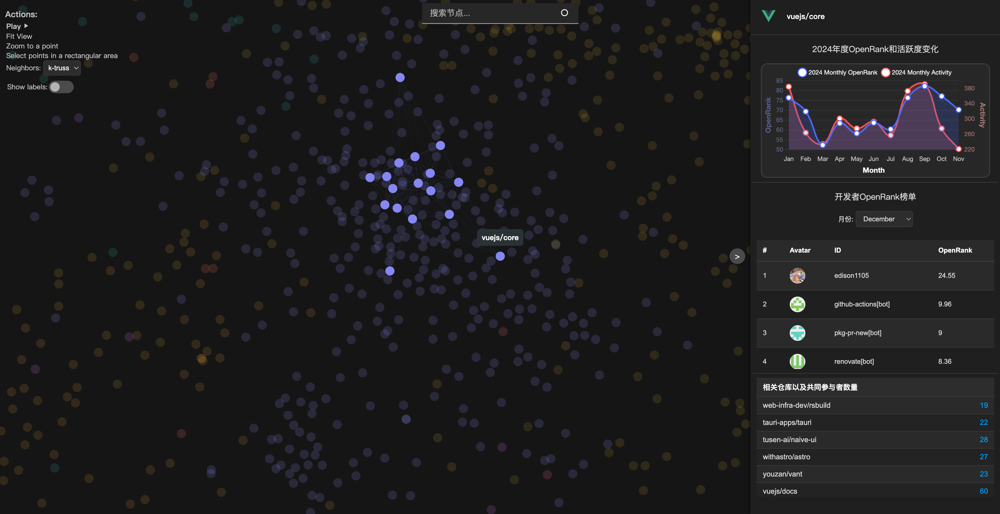 Actions:
Play
Fit View
Zoom to a point
Select points in a rectangular area
Neighbors: k-truss
Show labels:
搜索节点...
vuejs/core
>
vuejs/core
2024年度OpenRank和活跃度变化
2024 Monthly OpenRank 2024 Monthly Activity
OpenRank
85
80
75
70
65
60
55
50
380
340
300
260
220
Activity
Jan Feb Mar Apr May Jun Jul Aug Sep Oct Nov
Month
开发者OpenRank榜单
月份: December
# Avatar ID OpenRank
1 edison1105 24.55
2 github-actions[bot] 9.96
3 pkg-pr-new[bot] 9
4 renovate[bot] 8.36
相关仓库以及共同参与者数量
web-infra-dev/rsbuild 19
tauri-apps/tauri 22
tusen-ai/naive-ui 28
withastro/astro 27
youzan/vant 23
vuejs/docs 60